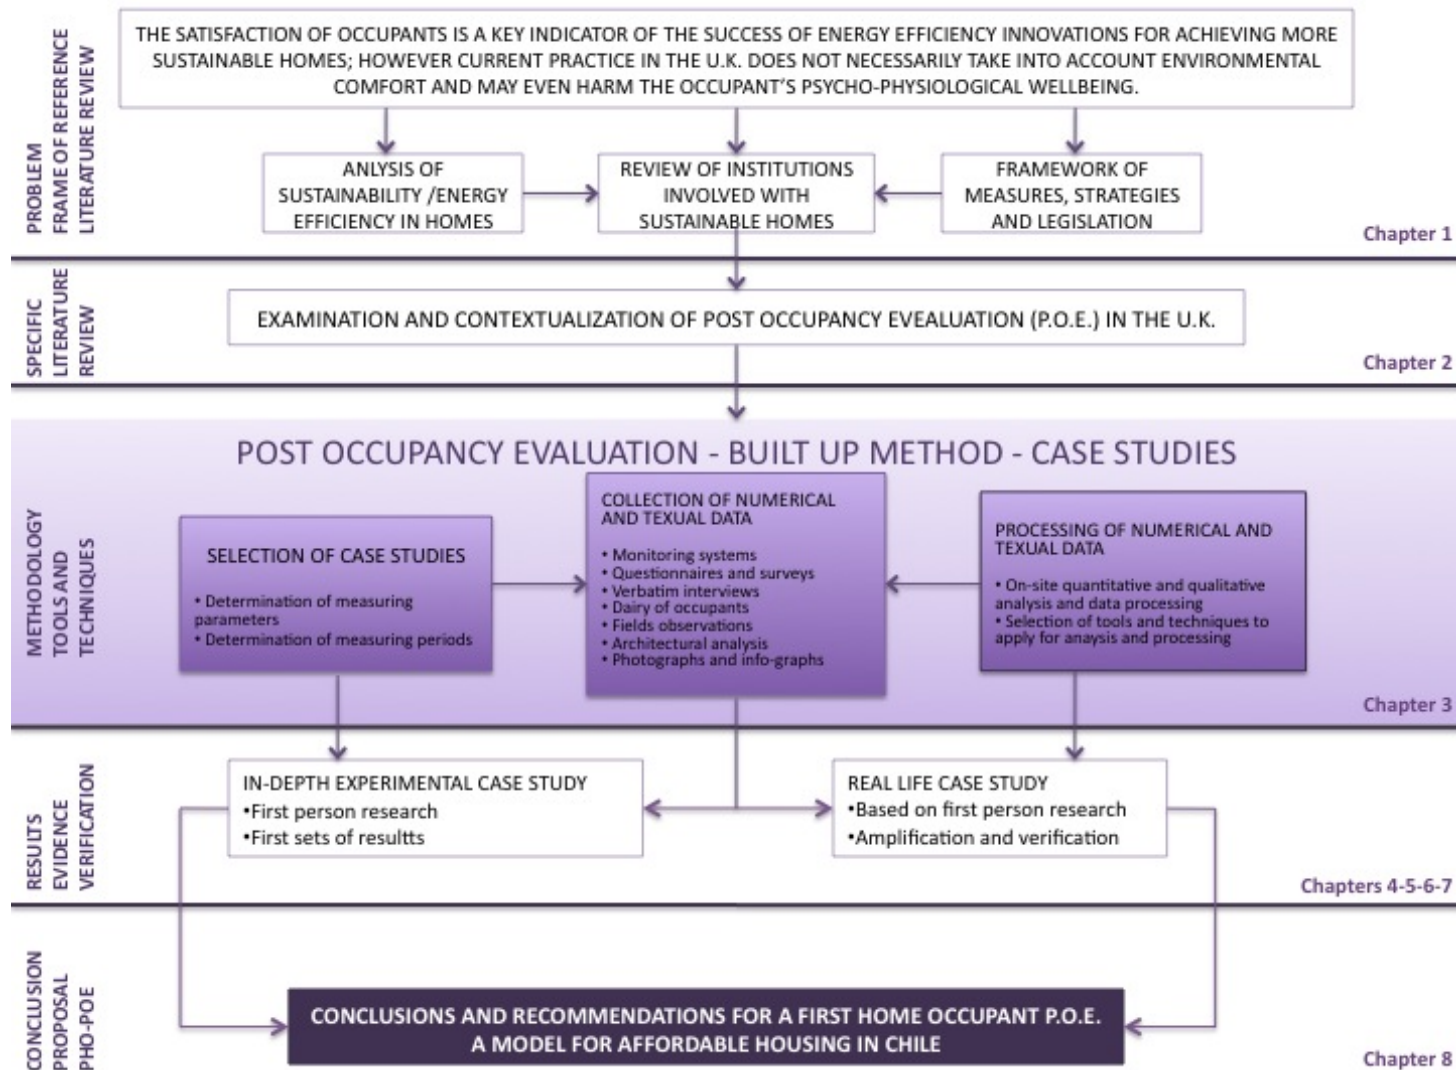 PROBLEM
FRAME OF REFERENCE
LITERATURE REVIEW
THE SATISFACTION OF OCCUPANTS IS A KEY INDICATOR OF THE SUCCESS OF ENERGY EFFICIENCY INNOVATIONS FOR ACHIEVING MORE
SUSTAINABLE HOMES; HOWEVER CURRENT PRACTICE IN THE U.K. DOES NOT NECESSARILY TAKE INTO ACCOUNT ENVIRONMENTAL
COMFORT AND MAY EVEN HARM THE OCCUPANT'S PSYCHO-PHYSIOLOGICAL WELLBEING.
ANLYSIS OF
SUSTAINABILITY /ENERGY
EFFICIENCY IN HOMES
REVIEW OF INSTITUTIONS
INVOLVED WITH
SUSTAINABLE HOMES
FRAMEWORK OF
MEASURES, STRATEGIES
AND LEGISLATION
Chapter 1
SPECIFIC
LITERATURE
REVIEW
EXAMINATION AND CONTEXTUALIZATION OF POST OCCUPANCY EVEALUATION (P.O.E.) IN THE U.K.
Chapter 2
METHODOLOGY
TOOLS AND
TECHNIQUES
POST OCCUPANCY EVALUATION - BUILT UP METHOD - CASE STUDIES
SELECTION OF CASE STUDIES
• Determination of measuring
parameters
• Determination of measuring periods
COLLECTION OF NUMERICAL
AND TEXUAL DATA
• Monitoring systems
• Questionnaires and surveys
• Verbatim interviews
• Dairy of occupants
• Fields observations
• Architectural analysis
• Photographs and info-graphs
PROCESSING OF NUMERICAL AND
TEXUAL DATA
• On-site quantitative and qualitative
analysis and data processing
• Selection of tools and techniques to
apply for anaysis and processing
Chapter 3
RESULTS
EVIDENCE
VERIFICATION
IN-DEPTH EXPERIMENTAL CASE STUDY
•First person research
•First sets of resultts
REAL LIFE CASE STUDY
•Based on first person research
•Amplification and verification
Chapters 4-5-6-7
CONCLUSION
PROPOSAL
PHO-POE
CONCLUSIONS AND RECOMMENDATIONS FOR A FIRST HOME OCCUPANT P.O.E.
A MODEL FOR AFFORDABLE HOUSING IN CHILE
Chapter 8